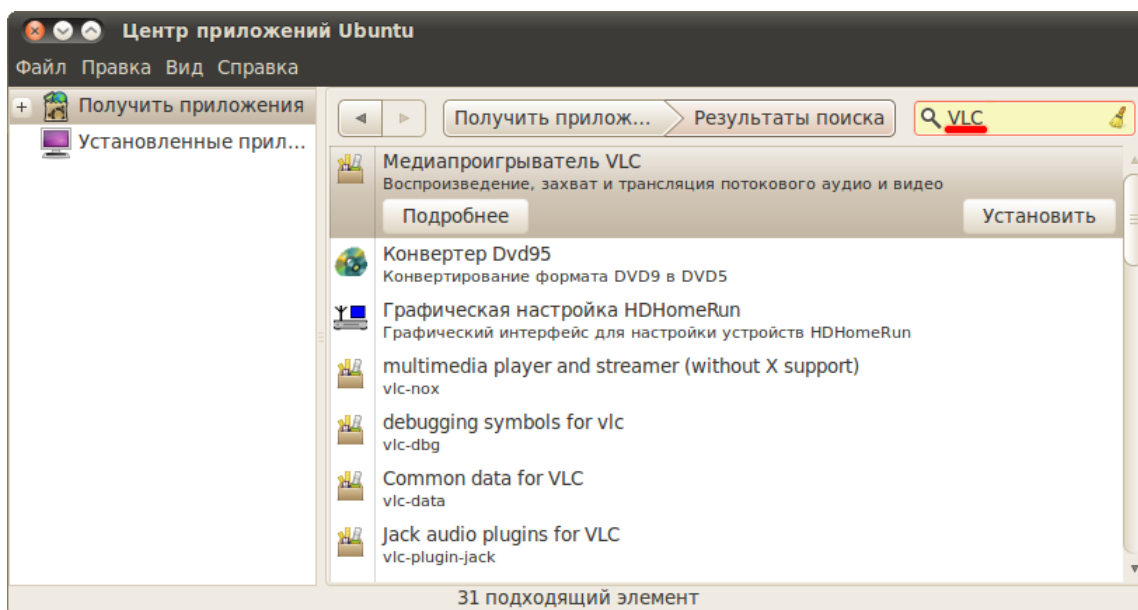 Центр приложений Ubuntu
Файл Правка Вид Справка
Получить приложения
Установленные прил...
Получить прилож...
Результаты поиска
VLC
Медиапроигрыватель VLC
Воспроизведение, захват и трансляция потокового аудио и видео
Подробнее
Установить
Конвертер Dvd95
Конвертирование формата DVD9 в DVD5
Графическая настройка HDHomeRun
Графический интерфейс для настройки устройств HDHomeRun
multimedia player and streamer (without X support)
vlc-nox
debugging symbols for vlc
vlc-dbg
Common data for VLC
vlc-data
Jack audio plugins for VLC
vlc-plugin-jack
31 подходящий элемент